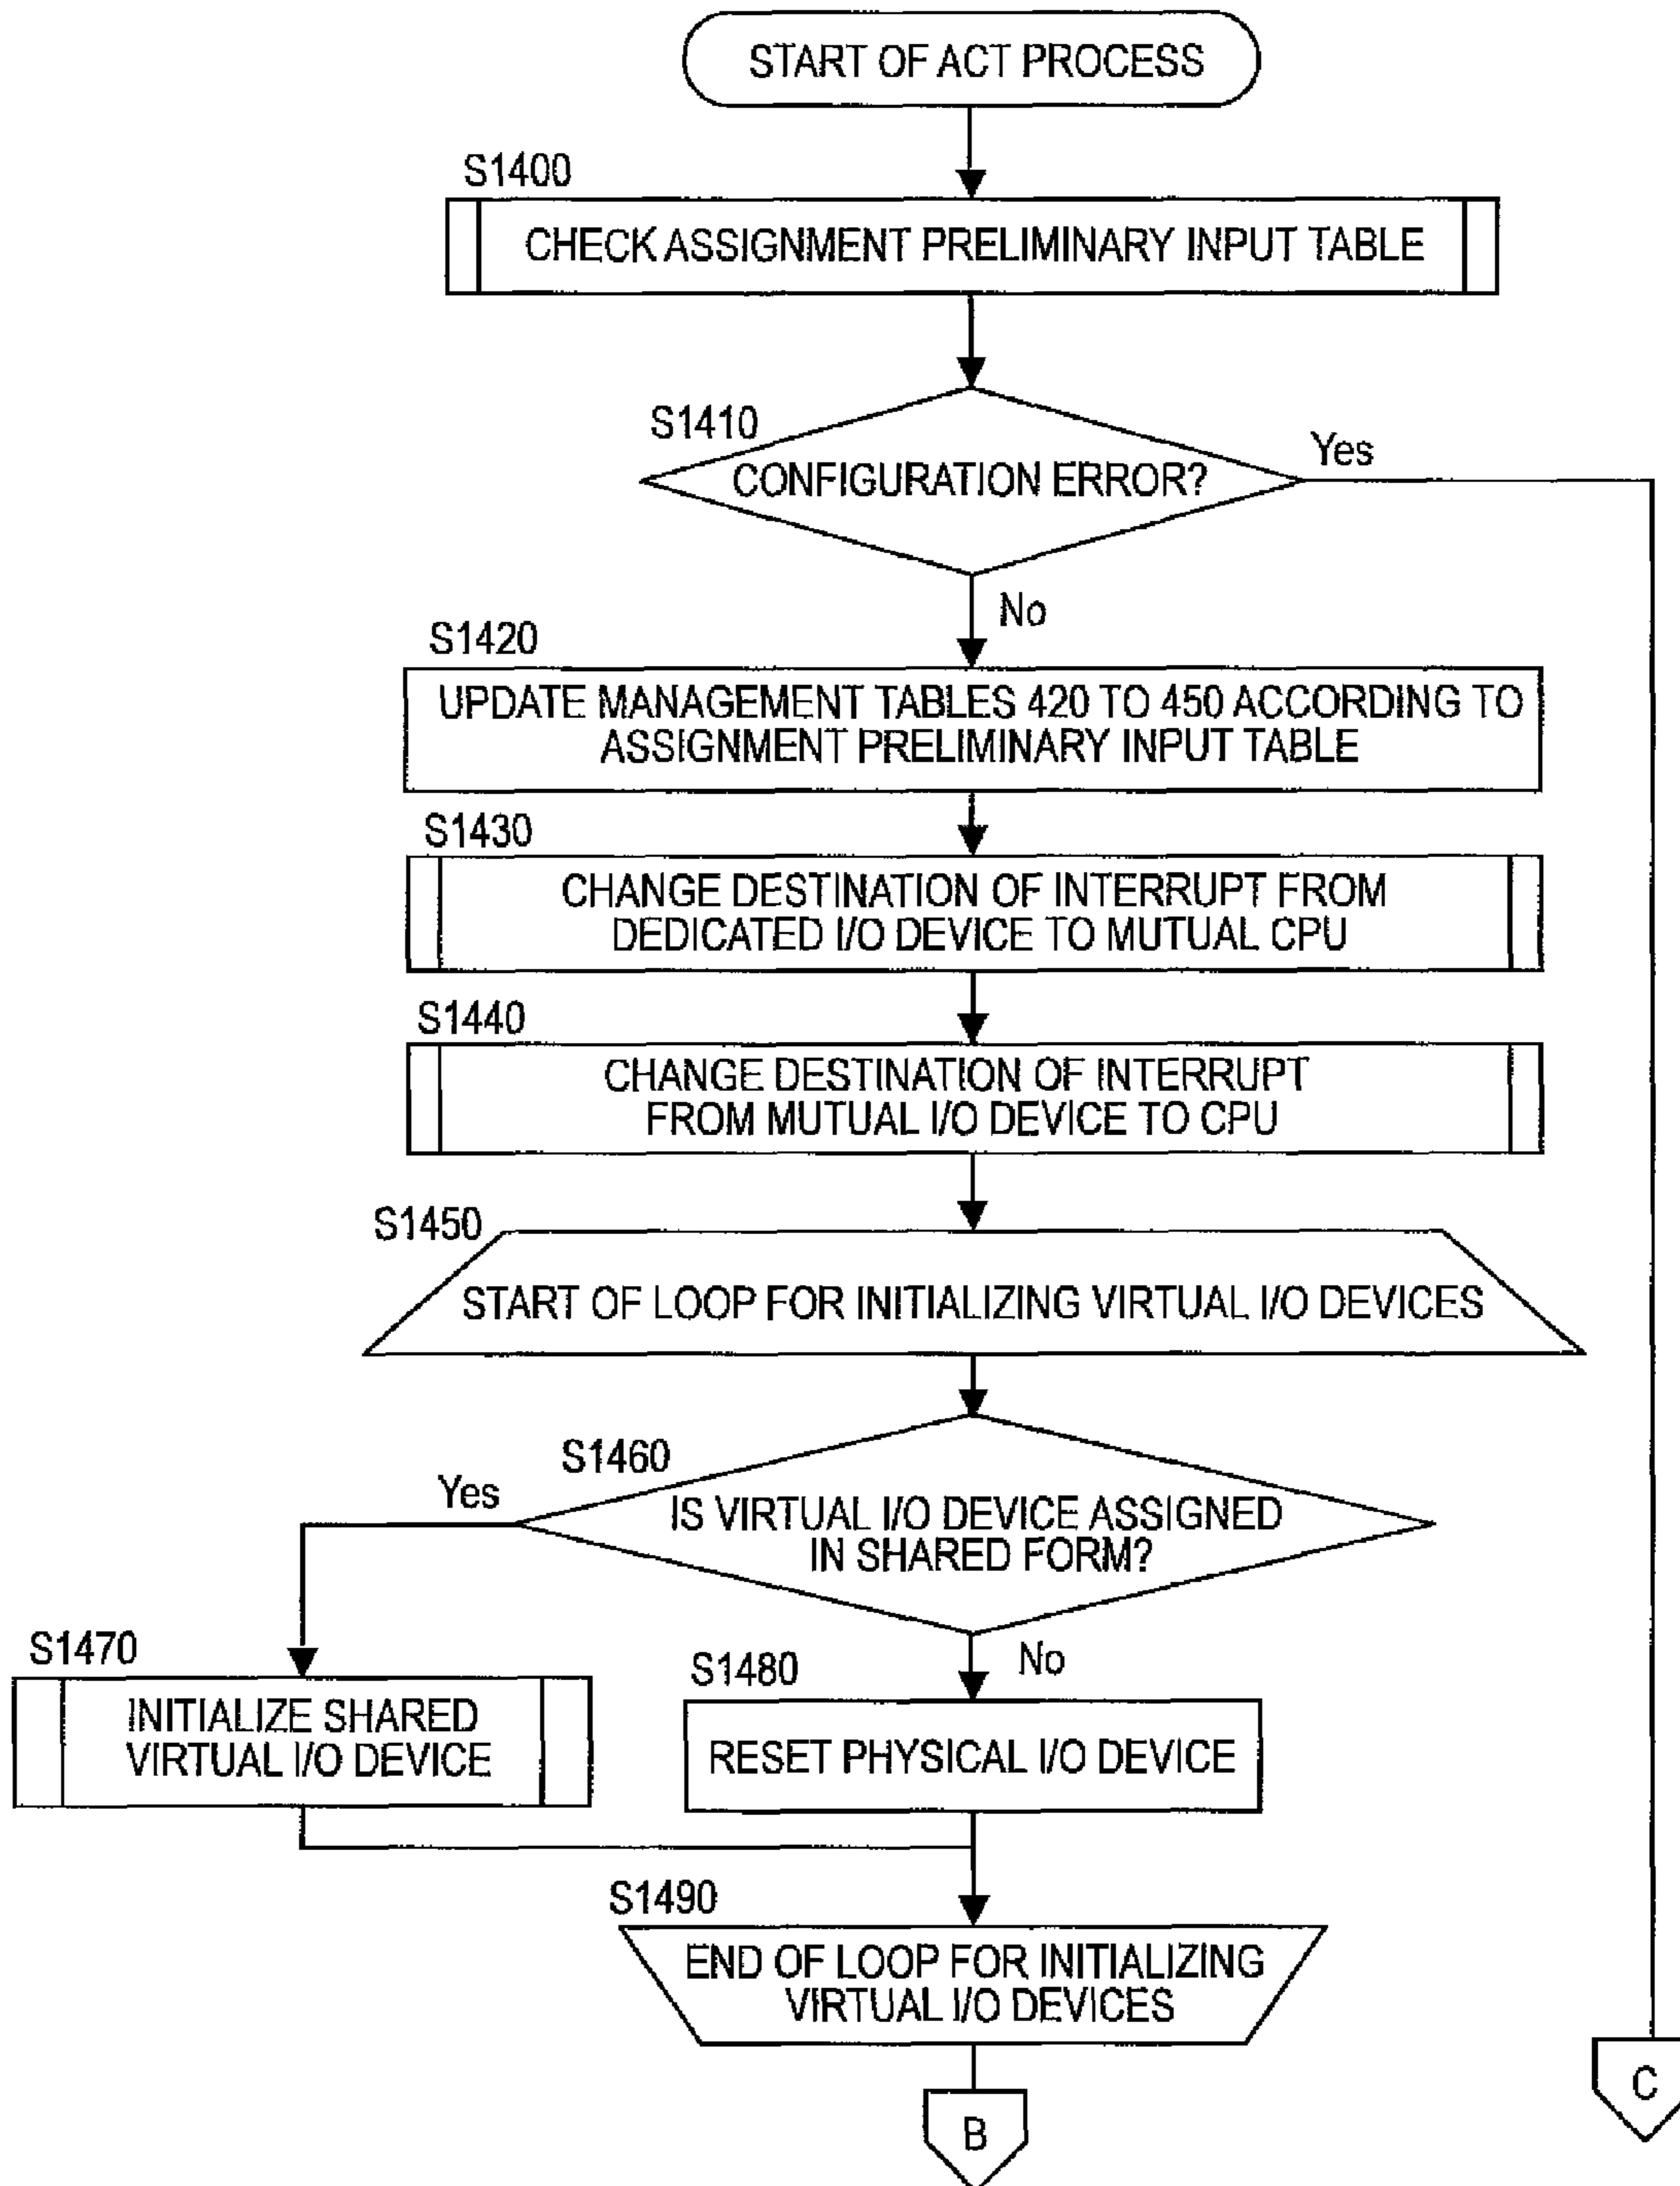 START OF ACT PROCESS
S1400
CHECK ASSIGNMENT PRELIMINARY INPUT TABLE
S1410
CONFIGURATION ERROR?
Yes
No
S1420
UPDATE MANAGEMENT TABLES 420 TO 450 ACCORDING TO
ASSIGNMENT PRELIMINARY INPUT TABLE
S1430
CHANGE DESTINATION OF INTERRUPT FROM
DEDICATED I/O DEVICE TO MUTUAL CPU
S1440
CHANGE DESTINATION OF INTERRUPT
FROM MUTUAL I/O DEVICE TO CPU
S1450
START OF LOOP FOR INITIALIZING VIRTUAL I/O DEVICES
S1460
Yes
IS VIRTUAL I/O DEVICE ASSIGNED
IN SHARED FORM?
No
S1470
INITIALIZE SHARED
VIRTUAL I/O DEVICE
S1480
RESET PHYSICAL I/O DEVICE
S1490
END OF LOOP FOR INITIALIZING
VIRTUAL I/O DEVICES
B
C